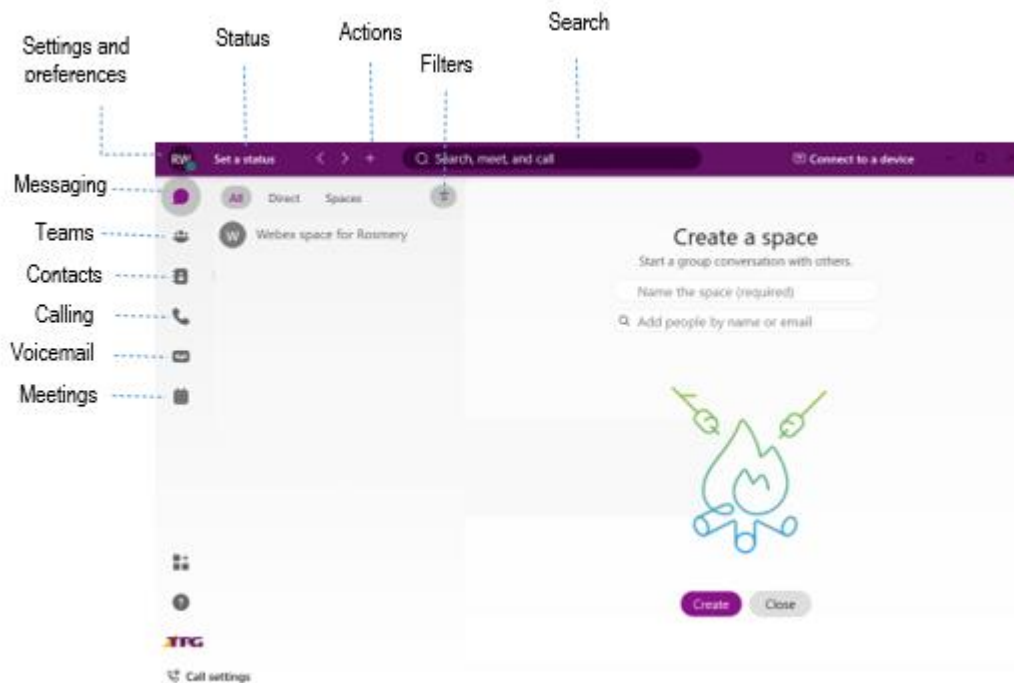 Search
Status
Actions
Settings and
preferences
Filters
RW
Set a status
Search, meet, and call
Connect to a device
Messaging
All
Direct
Spaces
Teams
W
Webex space for Rosmery
Create a space
Start a group conversation with others.
Contacts
Name the space (required)
Calling
Add people by name or email
Voicemail
Meetings
Create
Close
TPG
Call settings